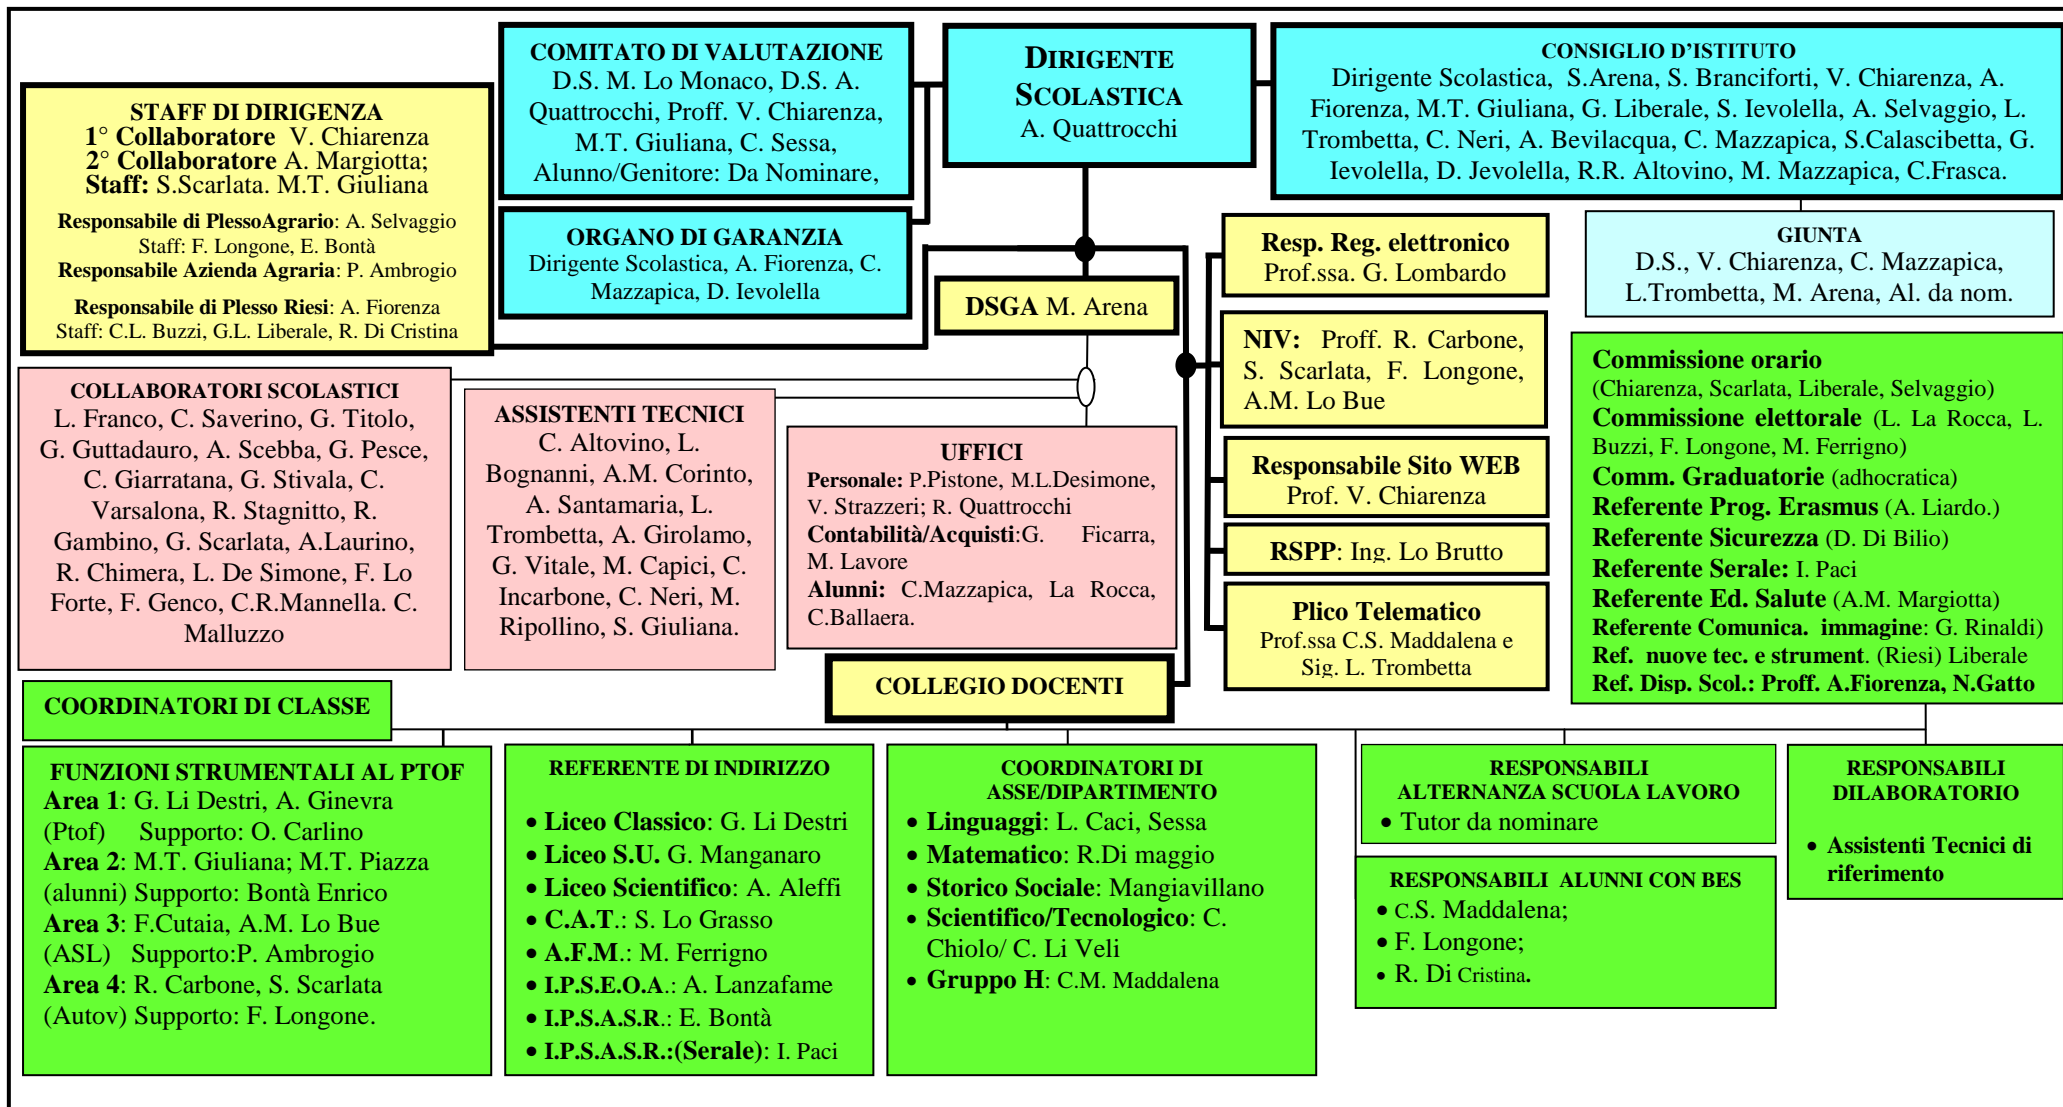 STAFF DI DIRIGENZA
1° Collaboratore V. Chiarenza
2° Collaboratore A. Margiotta;
Staff: S.Scarlata. M.T. Giuliana
Responsabile di PlessoAgrario: A. Selvaggio
Staff: F. Longone, E. Bontà
Responsabile Azienda Agraria: P. Ambrogio
Responsabile di Plesso Riesi: A. Fiorenza
Staff: C.L. Buzzi, G.L. Liberale, R. Di Cristina
COMITATO DI VALUTAZIONE
D.S. M. Lo Monaco, D.S. A.
Quattrocchi, Proff. V. Chiarenza,
M.T. Giuliana, C. Sessa,
Alunno/Genitore: Da Nominare,
ORGANO DI GARANZIA
Dirigente Scolastica, A. Fiorenza, C.
Mazzapica, D. Ievolella
DIRIGENTE
SCOLASTICA
A. Quattrocchi
CONSIGLIO D'ISTITUTO
Dirigente Scolastica, S.Arena, S. Branciforti, V. Chiarenza, A.
Fiorenza, M.T. Giuliana, G. Liberale, S. Ievolella, A. Selvaggio, L.
Trombetta, C. Neri, A. Bevilacqua, C. Mazzapica, S.Calascibetta, G.
Ievolella, D. Jevolella, R.R. Altovino, M. Mazzapica, C.Frasca.
GIUNTA
D.S., V. Chiarenza, C. Mazzapica,
L.Trombetta, M. Arena, Al. da nom.
DSGA M. Arena
Resp. Reg. elettronico
Prof.ssa. G. Lombardo
NIV: Proff. R. Carbone,
S. Scarlata, F. Longone,
A.M. Lo Bue
Responsabile Sito WEB
Prof. V. Chiarenza
RSPP: Ing. Lo Brutto
Plico Telematico
Prof.ssa C.S. Maddalena e
Sig. L. Trombetta
Commissione orario
(Chiarenza, Scarlata, Liberale, Selvaggio)
Commissione elettorale (L. La Rocca, L.
Buzzi, F. Longone, M. Ferrigno)
Comm. Graduatorie (adhocratica)
Referente Prog. Erasmus (A. Liardo.)
Referente Sicurezza (D. Di Bilio)
Referente Serale: I. Paci
Referente Ed. Salute (A.M. Margiotta)
Referente Comunica. immagine: G. Rinaldi)
Ref. nuove tec. e strument. (Riesi) Liberale
Ref. Disp. Scol.: Proff. A.Fiorenza, N.Gatto
COLLABORATORI SCOLASTICI
L. Franco, C. Saverino, G. Titolo,
G. Guttadauro, A. Scebba, G. Pesce,
C. Giarratana, G. Stivala, C.
Varsalona, R. Stagnitto, R.
Gambino, G. Scarlata, A.Laurino,
R. Chimera, L. De Simone, F. Lo
Forte, F. Genco, C.R.Mannella. C.
Malluzzo
ASSISTENTI TECNICI
C. Altovino, L.
Bognanni, A.M. Corinto,
A. Santamaria, L.
Trombetta, A. Girolamo,
G. Vitale, M. Capici, C.
Incarbone, C. Neri, M.
Ripollino, S. Giuliana.
UFFICI
Personale: P.Pistone, M.L.Desimone,
V. Strazzeri; R. Quattrocchi
Contabilità/Acquisti:G. Ficarra,
M. Lavore
Alunni: C.Mazzapica, La Rocca,
C.Ballaera.
COLLEGIO DOCENTI
COORDINATORI DI CLASSE
FUNZIONI STRUMENTALI AL PTOF
Area 1: G. Li Destri, A. Ginevra
(Ptof) Supporto: O. Carlino
Area 2: M.T. Giuliana; M.T. Piazza
(alunni) Supporto: Bontà Enrico
Area 3: F.Cutaia, A.M. Lo Bue
(ASL) Supporto:P. Ambrogio
Area 4: R. Carbone, S. Scarlata
(Autov) Supporto: F. Longone.
REFERENTE DI INDIRIZZO
• Liceo Classico: G. Li Destri
• Liceo S.U. G. Manganaro
• Liceo Scientifico: A. Aleffi
• C.A.T.: S. Lo Grasso
• A.F.M.: M. Ferrigno
• I.P.S.E.O.A.: A. Lanzafame
• I.P.S.A.S.R.: E. Bontà
• I.P.S.A.S.R.:(Serale): I. Paci
COORDINATORI DI
ASSE/DIPARTIMENTO
• Linguaggi: L. Caci, Sessa
• Matematico: R.Di maggio
• Storico Sociale: Mangiavillano
• Scientifico/Tecnologico: C.
Chiolo/ C. Li Veli
• Gruppo H: C.M. Maddalena
RESPONSABILI
ALTERNANZA SCUOLA LAVORO
• Tutor da nominare
RESPONSABILI ALUNNI CON BES
• C.S. Maddalena;
• F. Longone;
• R. Di Cristina.
RESPONSABILI
DILABORATORIO
• Assistenti Tecnici di
riferimento